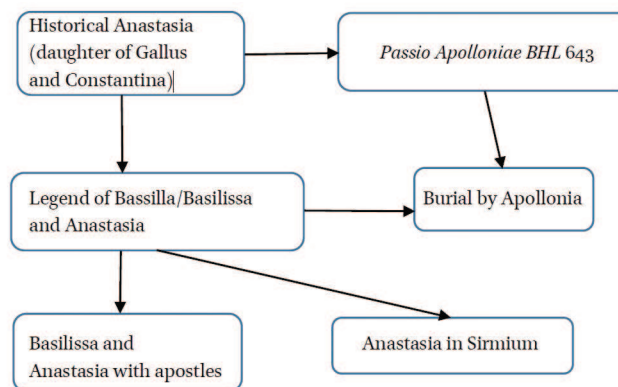 Historical Anastasia
(daughter of Gallus
and Constantina)
Passio Apolloniae BHL 643
Legend of Bassilla/Basilissa
and Anastasia
Burial by Apollonia
Basilissa and
Anastasia with apostles
Anastasia in Sirmium